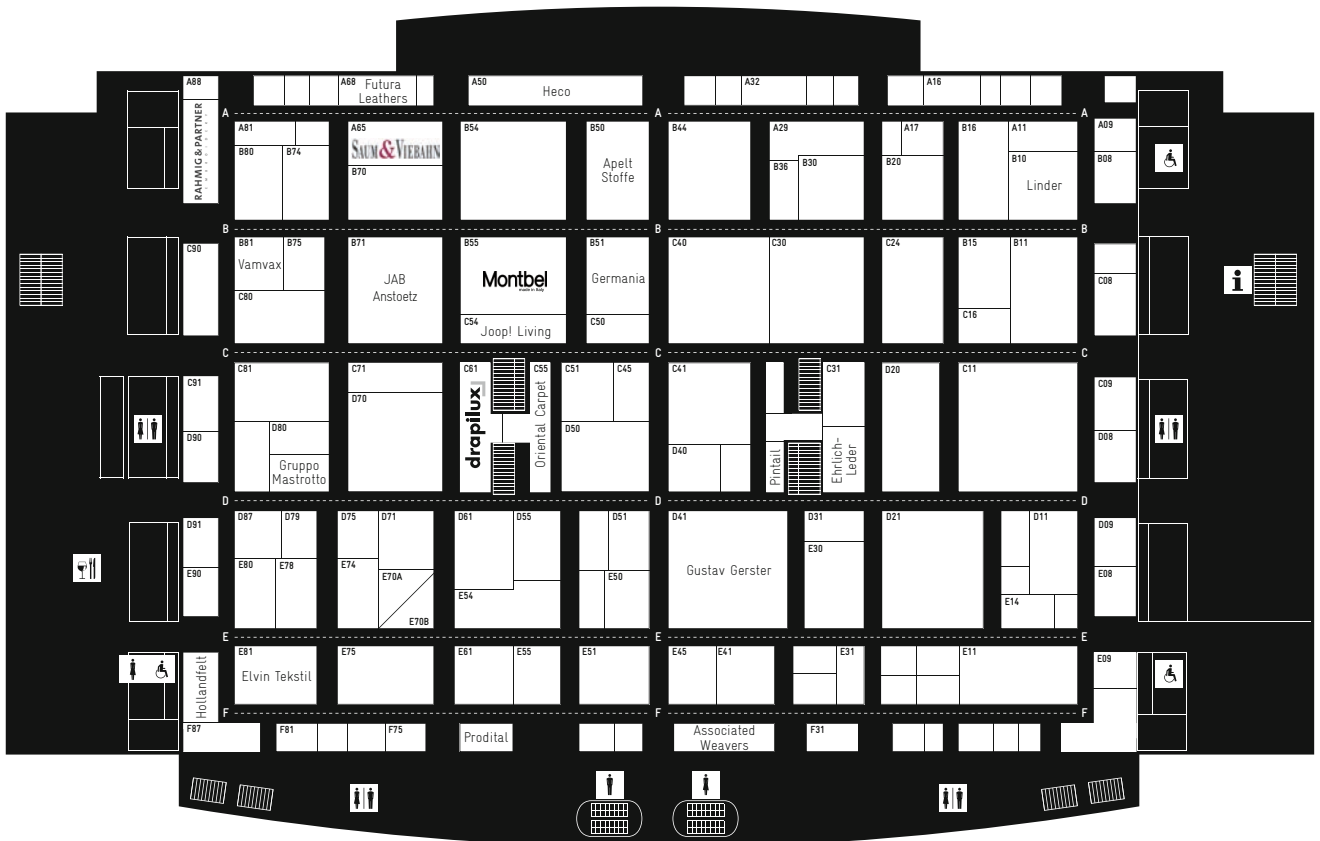 A88
A68
Futura
Leathers
A50
Heco
A32
A16
RAHMIG & PARTNER
A
A
A
A81
B80
B74
A65
SAUM&VIEBAHN
B70
B54
B50
Apelt
Stoffe
B44
A29
B36
B30
A17
B20
B16
A11
B10
Linder
A09
B08
B
B
B
C90
B81
Vamvax
B75
C80
B71
JAB
Anstoetz
B55
Montbel
made in Italy
C54
Joop! Living
B51
Germania
C50
C40
C30
C24
B15
B11
C16
C08
i
C
C
C
C91
D90
C81
D80
Gruppo
Mastrotto
C71
D70
C61
drapilux
C55
Oriental Carpet
C51
C45
D50
C41
D40
Pintail
C31
Ehrlich-
Leder
D20
C11
C09
D08
D
D
D
D91
E90
D87
D79
E80
E78
D75
D71
E74
E70A
E70B
D61
D55
E54
D51
E50
D41
Gustav Gerster
D31
E30
D21
D11
E14
D09
E08
E
E
E
Hollandfelt
E81
Elvin Tekstil
E75
E61
E55
E51
E45
E41
E31
E11
E09
F
F
F
F87
F81
F75
Prodital
Associated
Weavers
F31